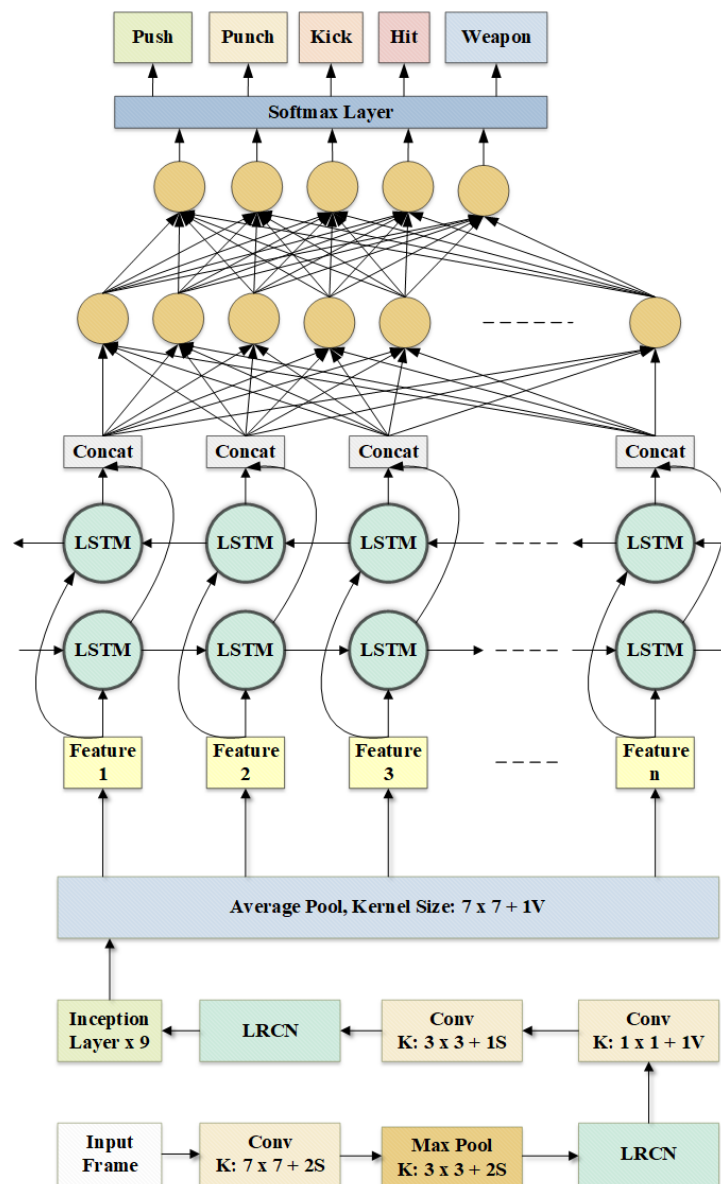 Push Punch Kick Hit Weapon
Softmax Layer
Concat Concat Concat Concat
LSTM LSTM LSTM LSTM
LSTM LSTM LSTM LSTM
Feature 1
Feature 2
Feature 3
Feature n
Average Pool, Kernel Size: 7 x 7 + 1V
Inception
Layer x 9
LRCN
Conv
K: 3 x 3 + 1S
Conv
K: 1 x 1 + 1V
Input
Frame
Conv
K: 7 x 7 + 2S
Max Pool
K: 3 x 3 + 2S
LRCN